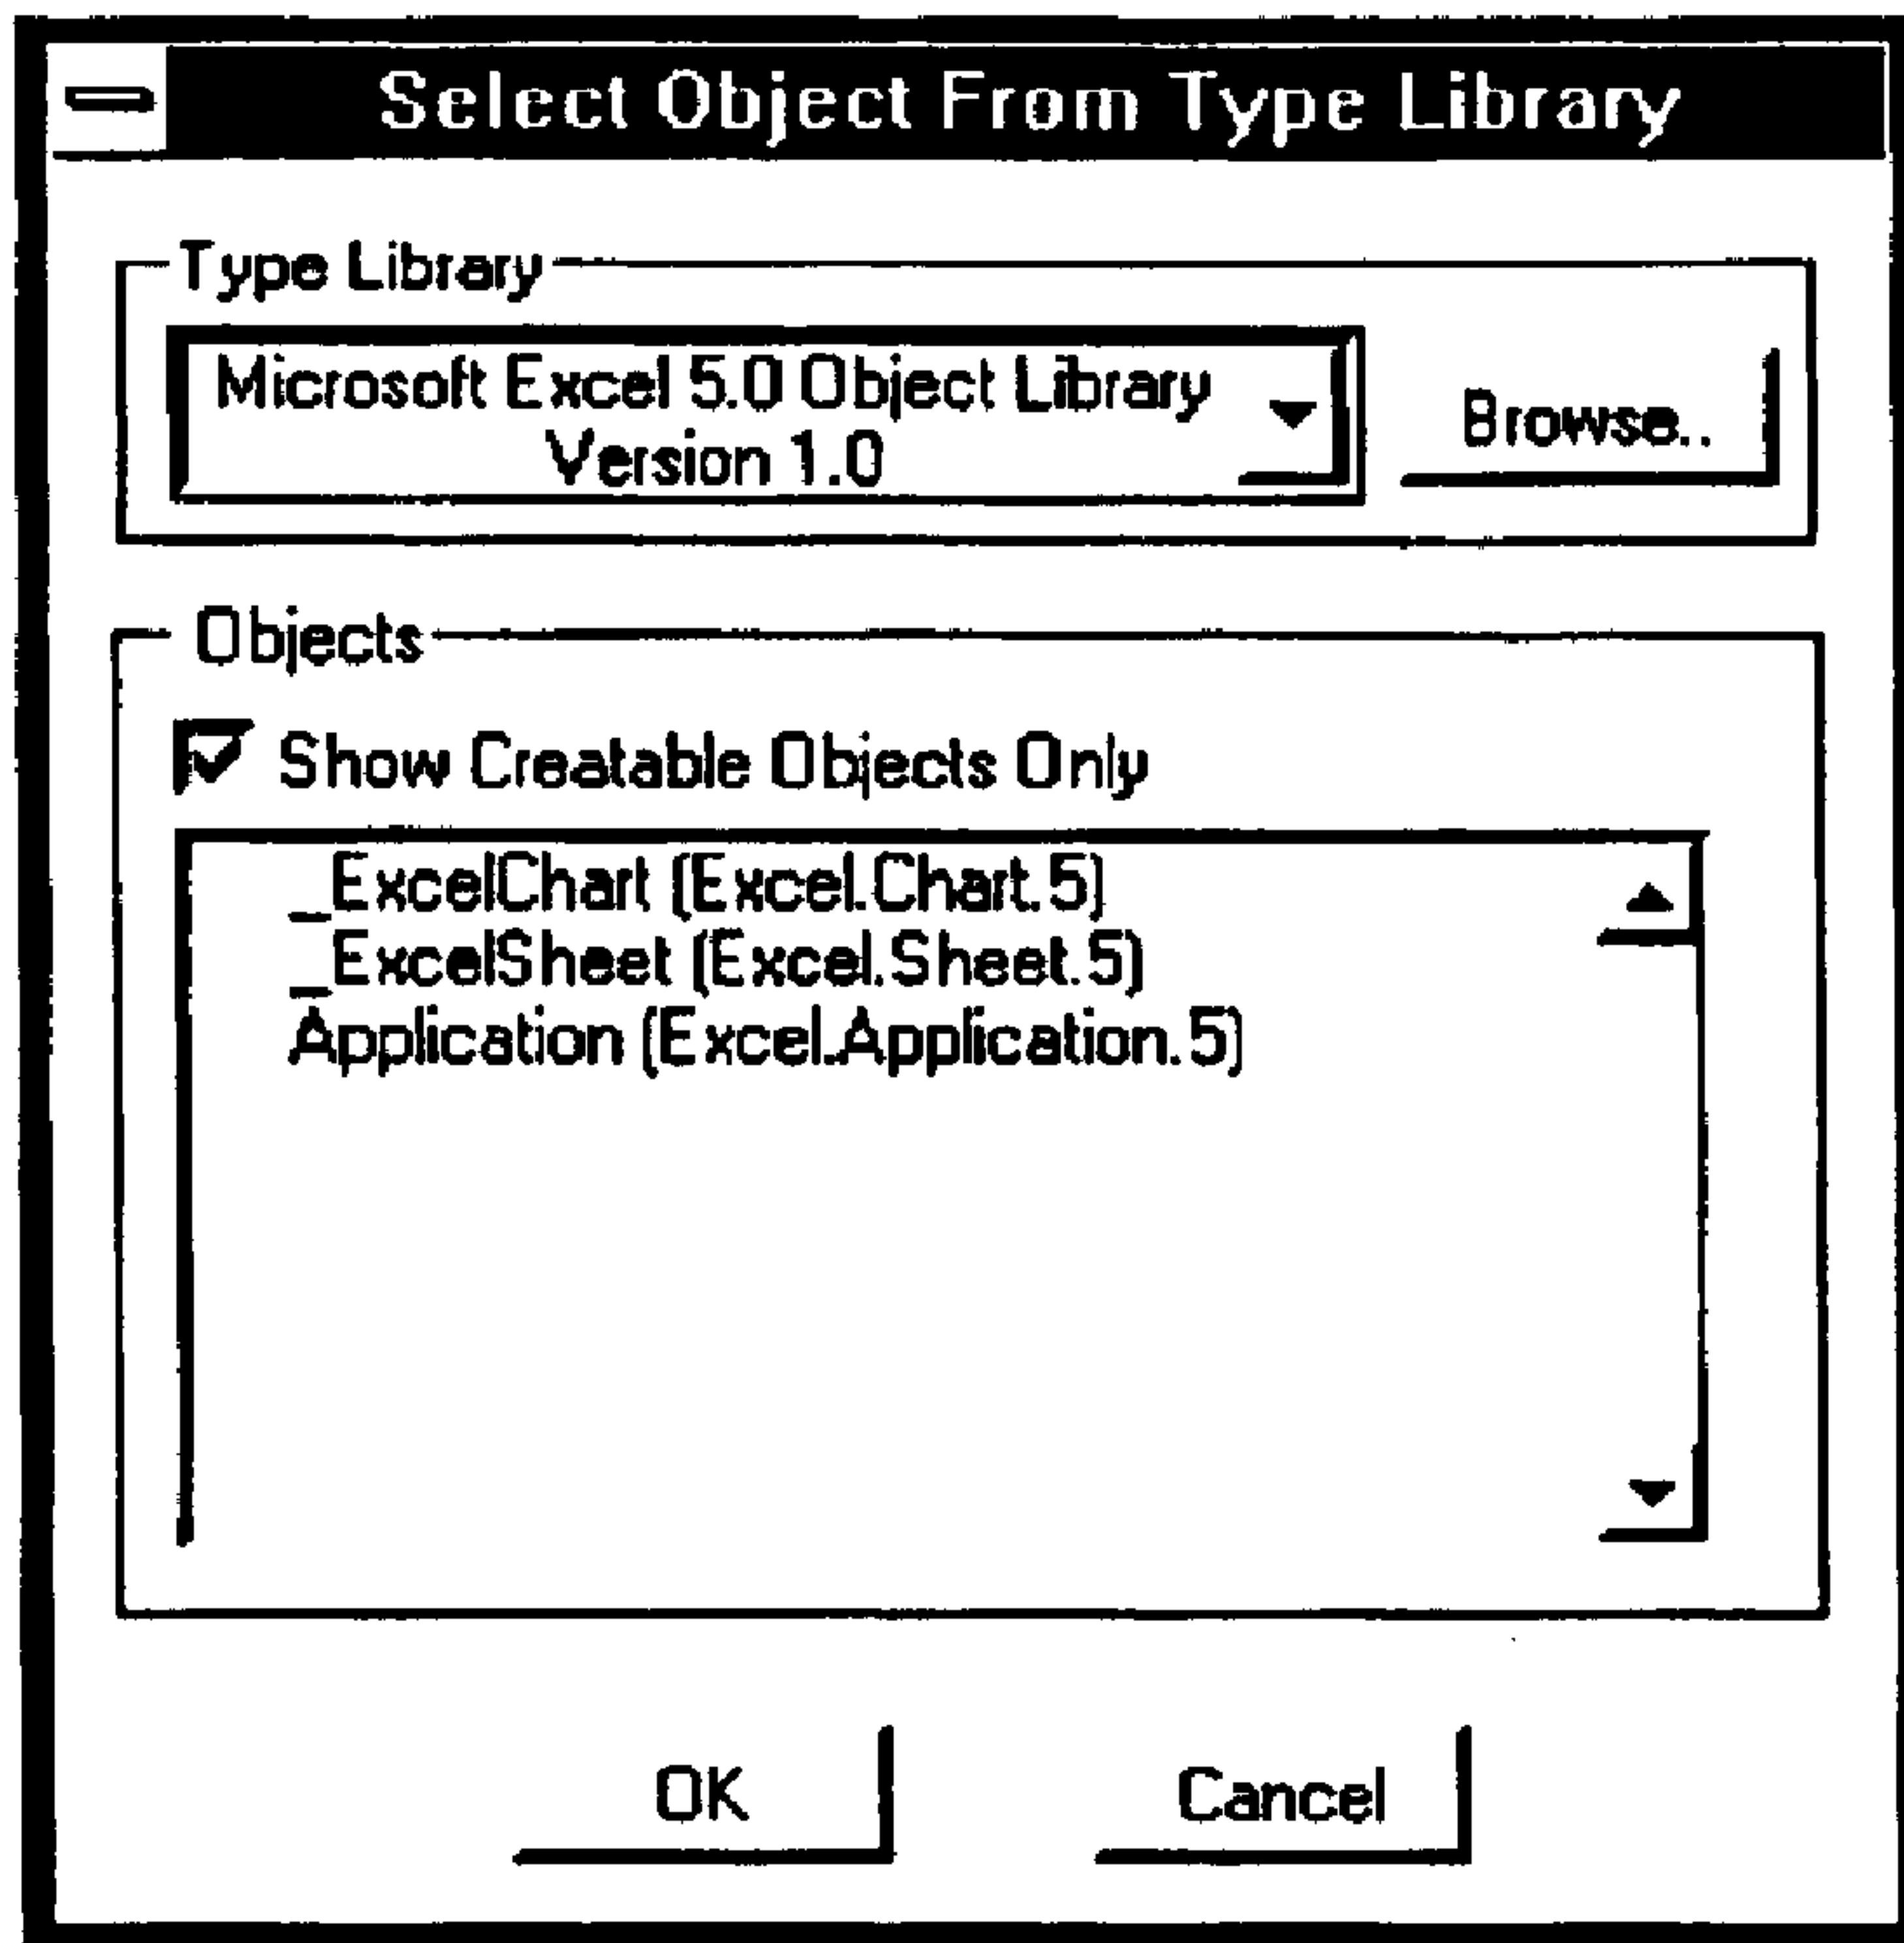 Select Object From Type Library
Type Library
Microsoft Excel 5.0 Object Library
Version 1.0
Browse..
Objects
Show Creatable Objects Only
_ExcelChart (Excel.Chart.5)
_ExcelSheet (Excel.Sheet.5)
Application (Excel.Application.5)
OK
Cancel